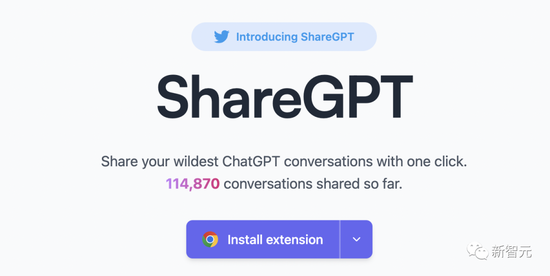 Introducing ShareGPT
ShareGPT
Share your wildest ChatGPT conversations with one click.
114,870 conversations shared so far.
Install extension
新智元